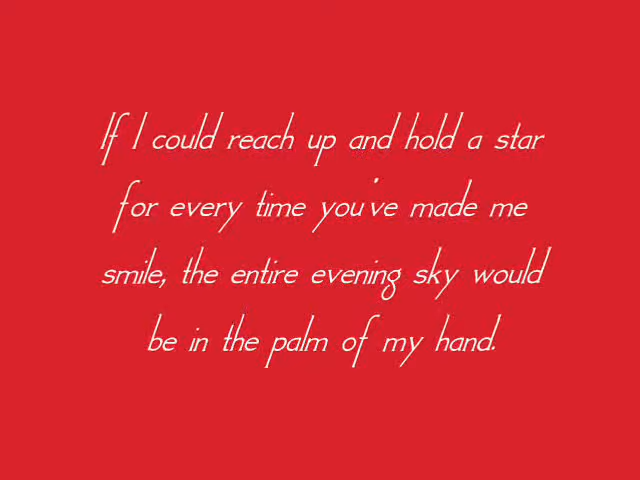 If I could reach up and hold a star
for every time you've made me
smile, the entire evening sky would
be in the palm of my hand.